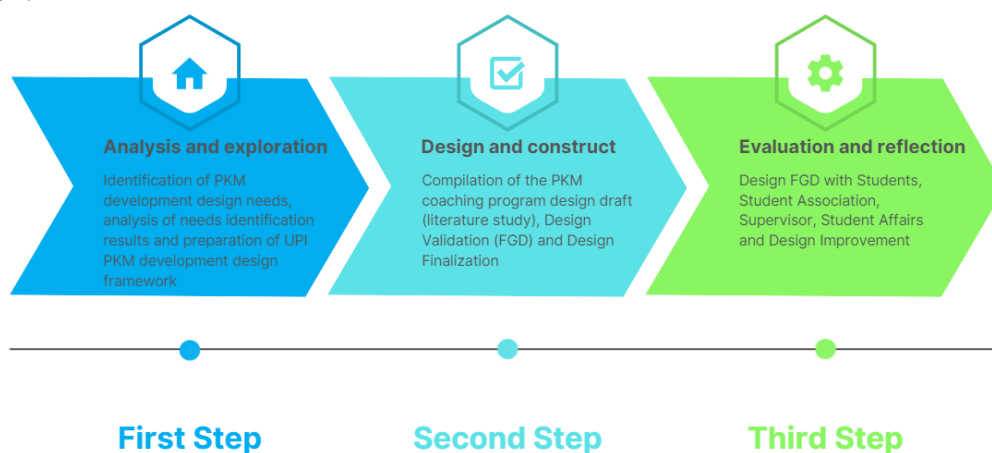 Analysis and exploration
Identification of PKM
development design needs,
analysis of needs identification
results and preparation of UPI
PKM development design
framework
Design and construct
Compilation of the PKM
coaching program design draft
(literature study), Design
Validation (FGD) and Design
Finalization
Evaluation and reflection
Design FGD with Students,
Student Association,
Supervisor, Student Affairs
and Design Improvement
First Step
Second Step
Third Step